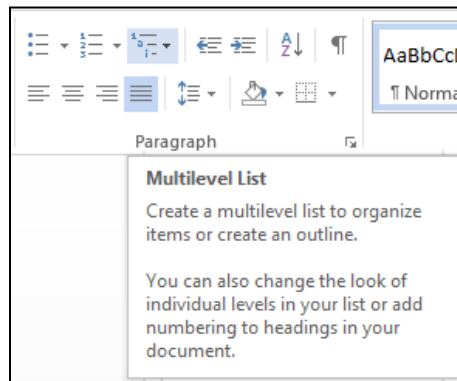 AaBbCcI
¶ Norma
Paragraph
Multilevel List
Create a multilevel list to organize
items or create an outline.
You can also change the look of
individual levels in your list or add
numbering to headings in your
document.